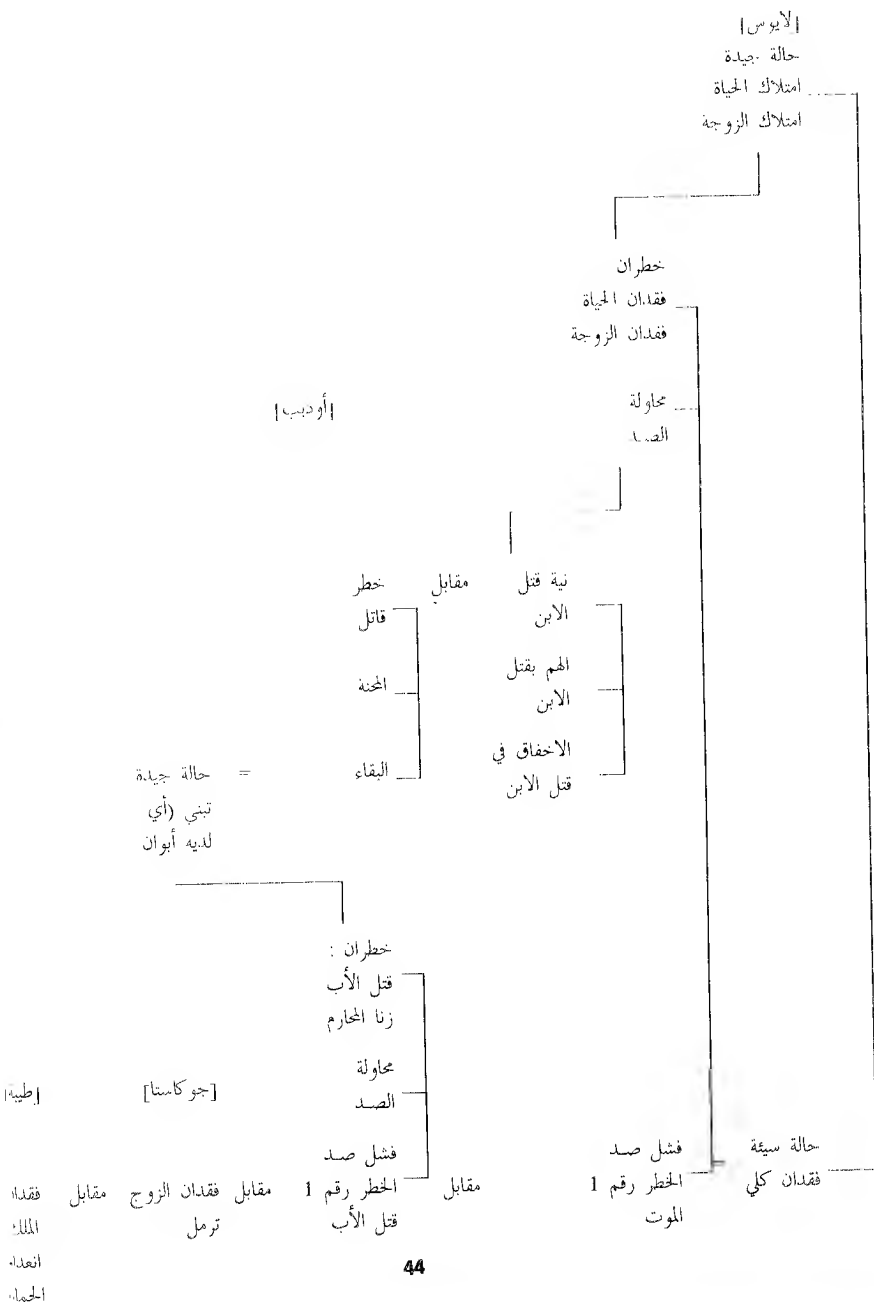 [لايوس]
حالة جيدة
امتلاك الحياة
امتلاك الزوجة
خطران
فقدان الحياة
فقدان الزوجة
[أوديب]
محاولة
الصد
نية قتل مقابل خطر
الابن قاتل
الهم بقتل المحنة
الابن
الاخفاق في البقاء = حالة جيدة
قتل الابن تبني (أي
لديه أبوان
خطران :
قتل الأب
زنا المحارم
محاولة
الصد [جوكاستا] [طيبة]
حالة سيئة فشل صد فشل صد
فقدان كلي الخطر رقم 1 مقابل الخطر رقم 1 مقابل فقدان الزوج مقابل
الموت قتل الأب ترمل الملك
44